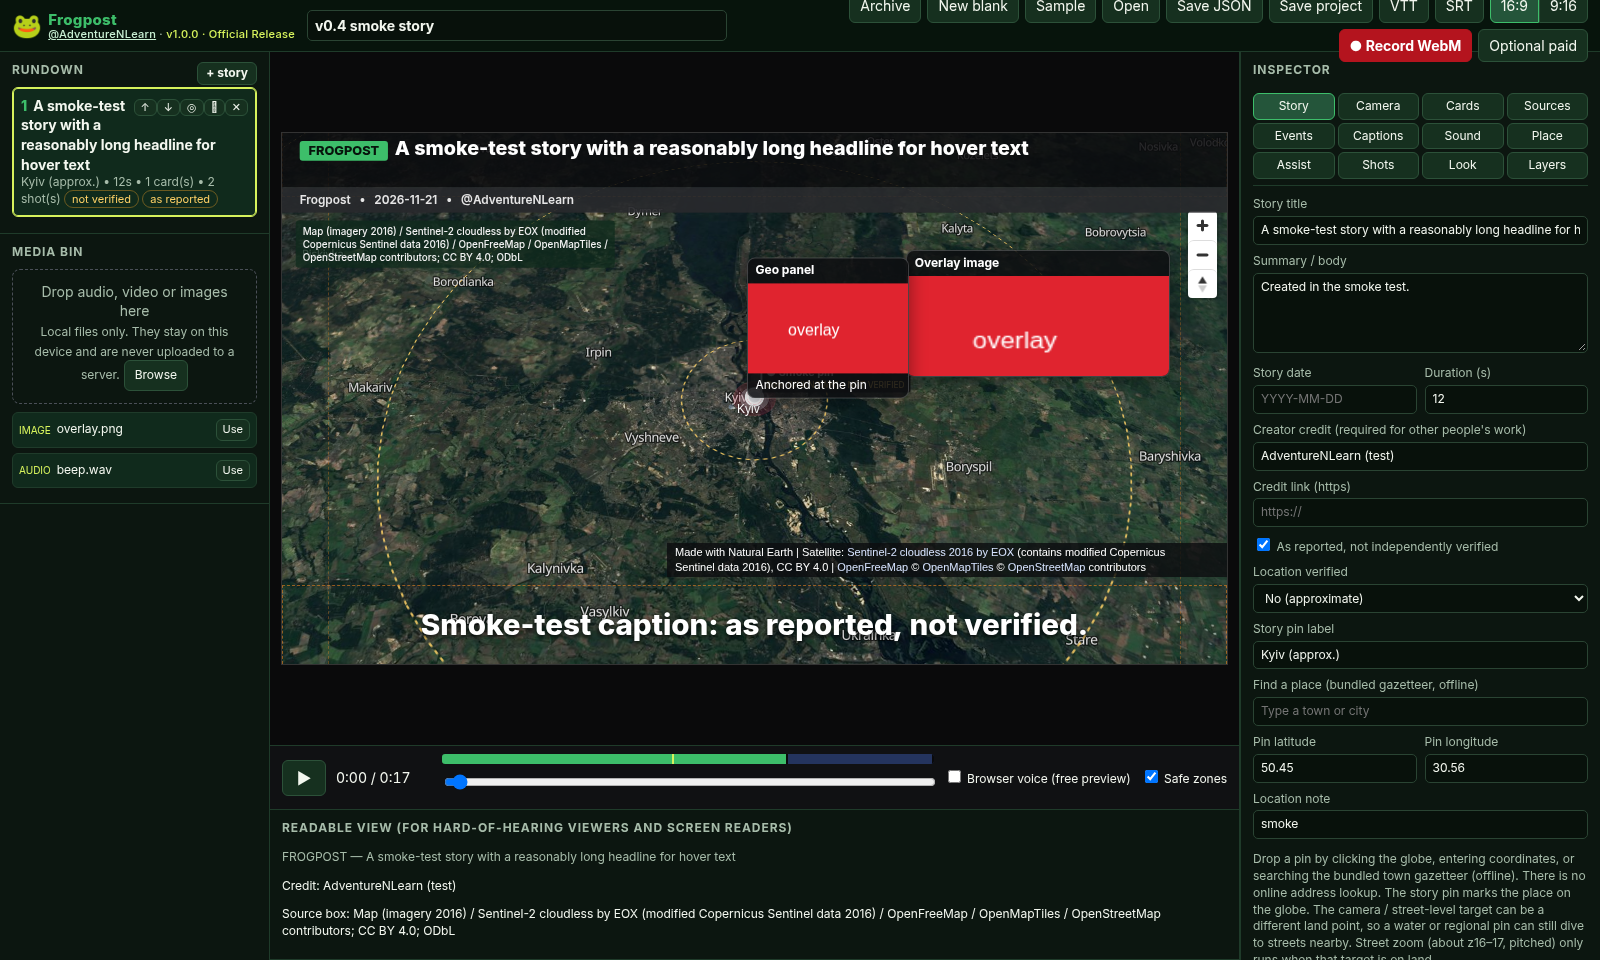 Frogpost
@AdventureNLearn · v1.0.0 · Official Release
v0.4 smoke story
Archive
New blank
Sample
Open
Save JSON
Save project
VTT
SRT
16:9
9:16
Record WebM
Optional paid
RUNDOWN
+ story
1 A smoke-test
story with a
reasonably long headline for
hover text
Kyiv (approx.) • 12s • 1 card(s) • 2
shot(s) not verified as reported
MEDIA BIN
Drop audio, video or images
here
Local files only. They stay on this
device and are never uploaded to a
server. Browse
IMAGE overlay.png Use
AUDIO beep.wav Use
FROGPOST A smoke-test story with a reasonably long headline for hover text
Nosivka
Frogpost • 2026-11-21 • @AdventureNLearn
Dymer
Map (imagery 2016) / Sentinel-2 cloudless by EOX (modified
Copernicus Sentinel data 2016) / OpenFreeMap / OpenMapTiles /
OpenStreetMap contributors; CC BY 4.0; ODbL
Kalyta
Bobrovytsia
Borodianka
Geo panel
overlay
Anchored at the pin
Overlay image
overlay
Irpin
Makariv
Kyiv
Kyiv
Vyshneve
Boryspil
Baryshivka
Made with Natural Earth | Satellite: Sentinel-2 cloudless 2016 by EOX (contains modified Copernicus
Sentinel data 2016), CC BY 4.0 | OpenFreeMap © OpenMapTiles © OpenStreetMap contributors
Kalynivka
Vasylkiv
Smoke-test caption: as reported, not verified.
Ukrainka
Stare
0:00 / 0:17
Browser voice (free preview)
Safe zones
READABLE VIEW (FOR HARD-OF-HEARING VIEWERS AND SCREEN READERS)
FROGPOST — A smoke-test story with a reasonably long headline for hover text
Credit: AdventureNLearn (test)
Source box: Map (imagery 2016) / Sentinel-2 cloudless by EOX (modified Copernicus Sentinel data 2016) / OpenFreeMap / OpenMapTiles / OpenStreetMap
contributors; CC BY 4.0; ODbL
INSPECTOR
Story
Camera
Cards
Sources
Events
Captions
Sound
Place
Assist
Shots
Look
Layers
Story title
A smoke-test story with a reasonably long headline for h
Summary / body
Created in the smoke test.
Story date
Duration (s)
YYYY-MM-DD
12
Creator credit (required for other people's work)
AdventureNLearn (test)
Credit link (https)
https://
As reported, not independently verified
Location verified
No (approximate)
Story pin label
Kyiv (approx.)
Find a place (bundled gazetteer, offline)
Type a town or city
Pin latitude
Pin longitude
50.45
30.56
Location note
smoke
Drop a pin by clicking the globe, entering coordinates, or
searching the bundled town gazetteer (offline). There is no
online address lookup. The story pin marks the place on
the globe. The camera / street-level target can be a
different land point, so a water or regional pin can still dive
to streets nearby. Street zoom (about z16–17, pitched) only
runs when that target is on land.